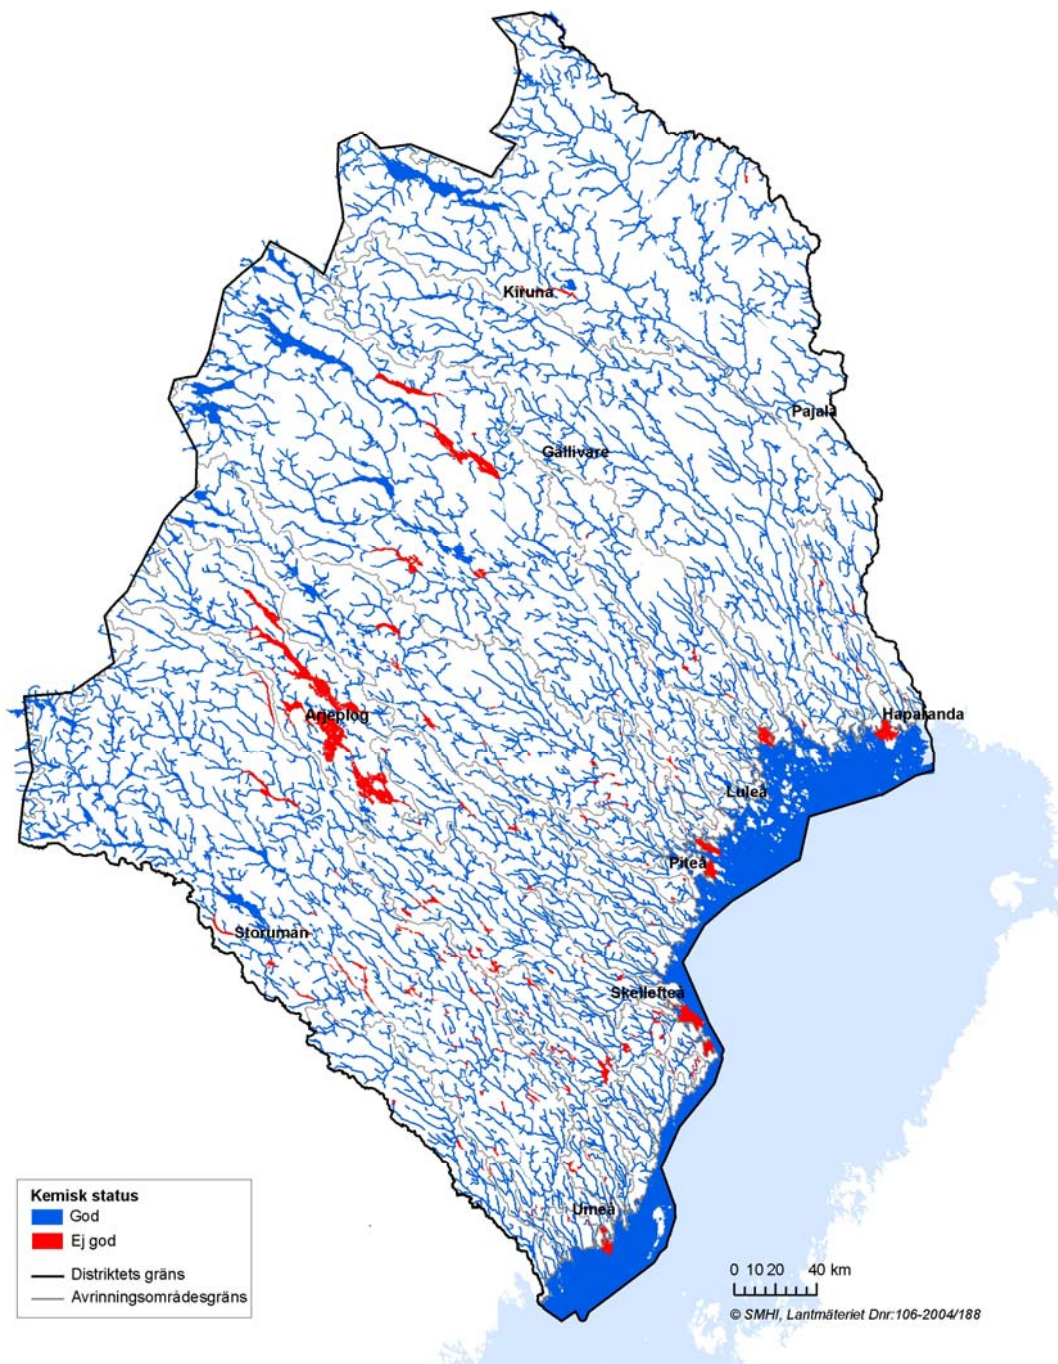 Kiruna
Pajala
Gällivare
Arjeplog
Haparanda
Luleå
Piteå
Storuman
Skellefteå
Umeå
Kemisk status
God
Ej god
Distriktets gräns
Avrinningsområdesgräns
0 10 20 40 km
© SMHI, Lantmäteriet Dnr:106-2004/188